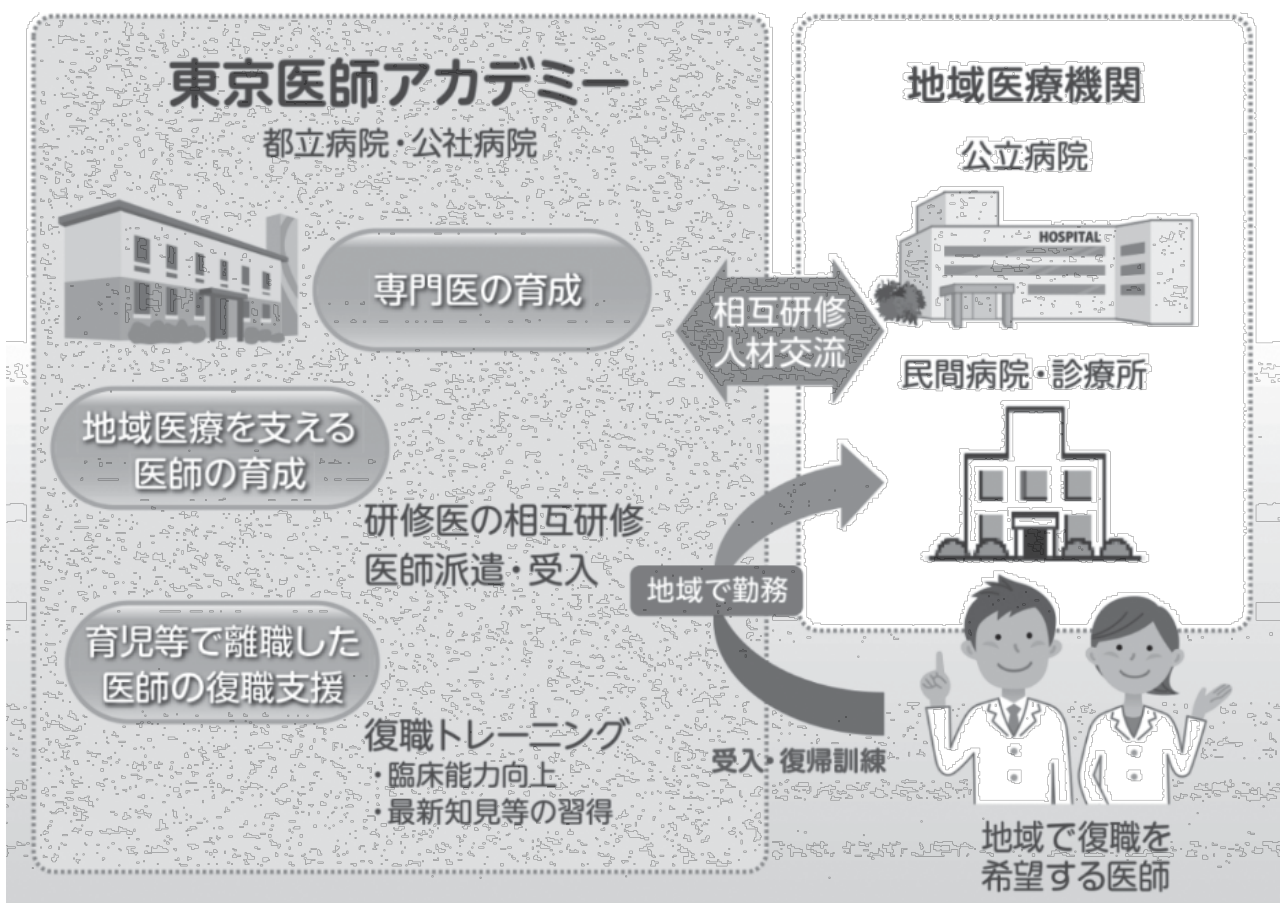 東京医師アカデミー
都立病院・公社病院
専門医の育成
地域医療を支える
医師の育成
研修医の相互研修
医師派遣・受入
育児等で離職した
医師の復職支援
復職トレーニング
・臨床能力向上
・最新知見等の習得
相互研修
人材交流
地域で勤務
受入・復帰訓練
地域医療機関
公立病院
HOSPITAL
民間病院・診療所
地域で復職を
希望する医師